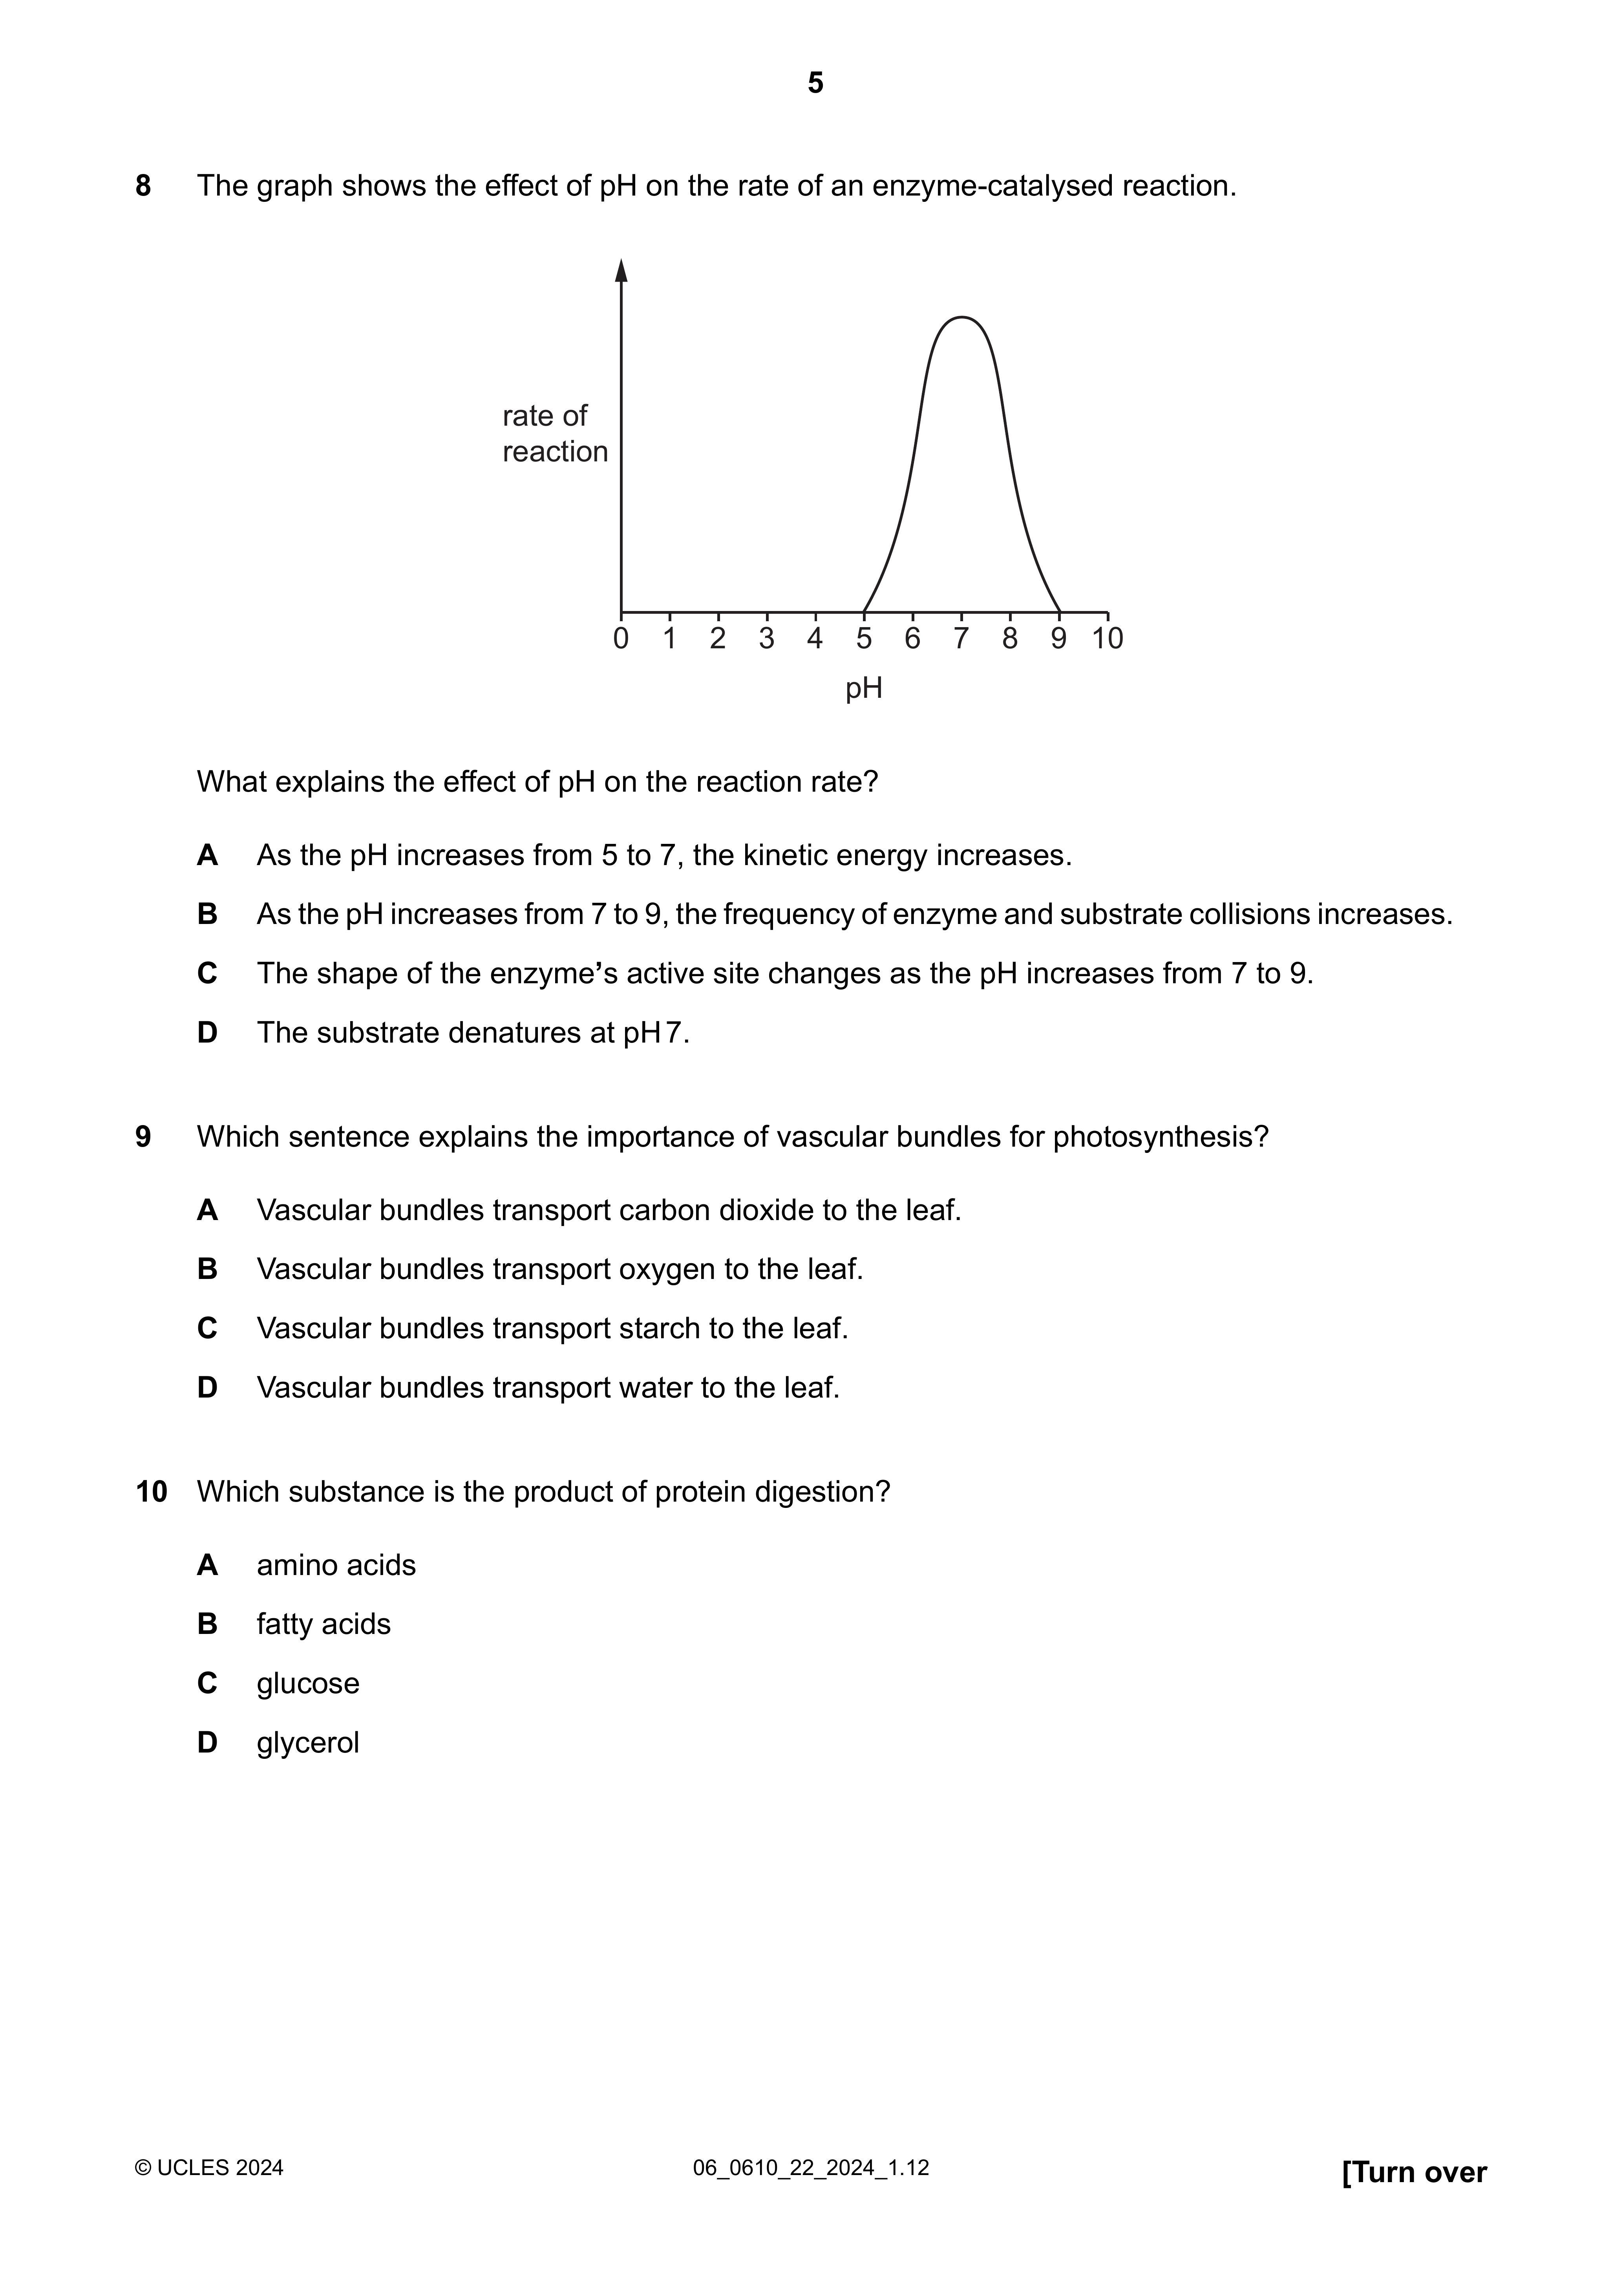 5
8 The graph shows the effect of pH on the rate of an enzyme-catalysed reaction.
rate of
reaction
0 1 2 3 4 5 6 7 8 9 10
pH
What explains the effect of pH on the reaction rate?
A As the pH increases from 5 to 7, the kinetic energy increases.
B As the pH increases from 7 to 9, the frequency of enzyme and substrate collisions increases.
C The shape of the enzyme’s active site changes as the pH increases from 7 to 9.
D The substrate denatures at pH 7.
9 Which sentence explains the importance of vascular bundles for photosynthesis?
A Vascular bundles transport carbon dioxide to the leaf.
B Vascular bundles transport oxygen to the leaf.
C Vascular bundles transport starch to the leaf.
D Vascular bundles transport water to the leaf.
10 Which substance is the product of protein digestion?
A amino acids
B fatty acids
C glucose
D glycerol
© UCLES 2024 06_0610_22_2024_1.12 [Turn over